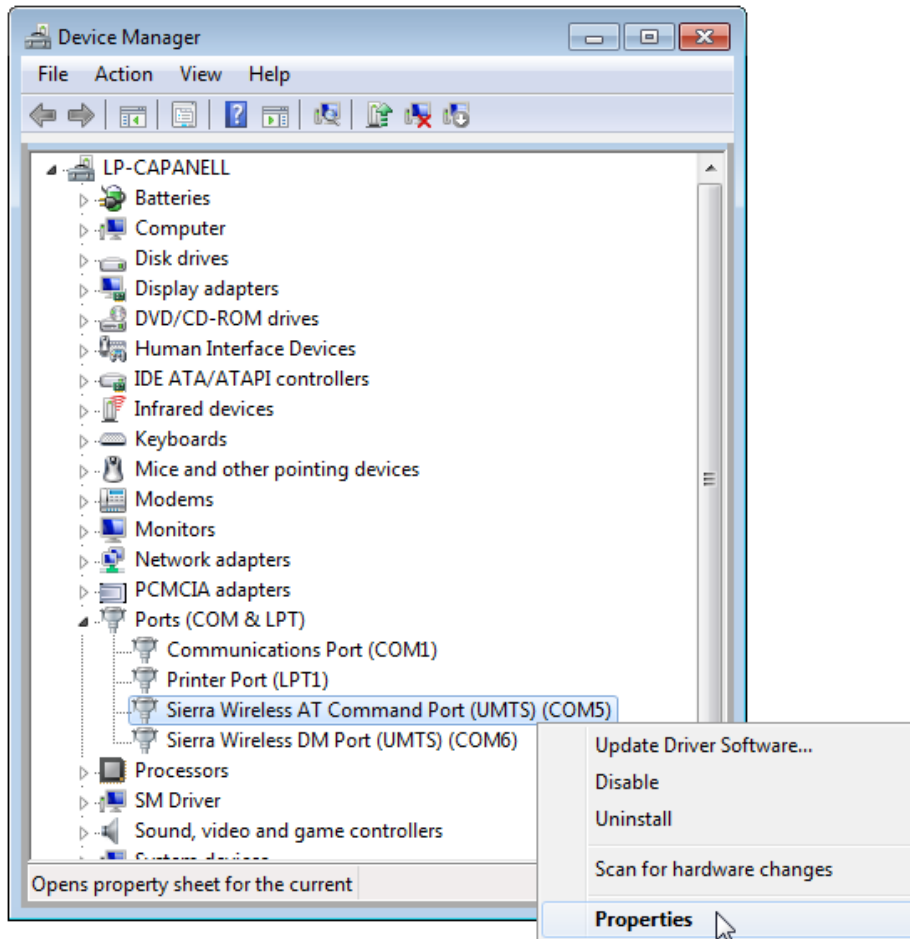 Device Manager
File Action View Help
LP-CAPANELL
Batteries
Computer
Disk drives
Display adapters
DVD/CD-ROM drives
Human Interface Devices
IDE ATA/ATAPI controllers
Infrared devices
Keyboards
Mice and other pointing devices
Modems
Monitors
Network adapters
PCMCIA adapters
Ports (COM & LPT)
Communications Port (COM1)
Printer Port (LPT1)
Sierra Wireless AT Command Port (UMTS) (COM5)
Sierra Wireless DM Port (UMTS) (COM6)
Processors
SM Driver
Sound, video and game controllers
System devices
Opens property sheet for the current
Update Driver Software...
Disable
Uninstall
Scan for hardware changes
Properties